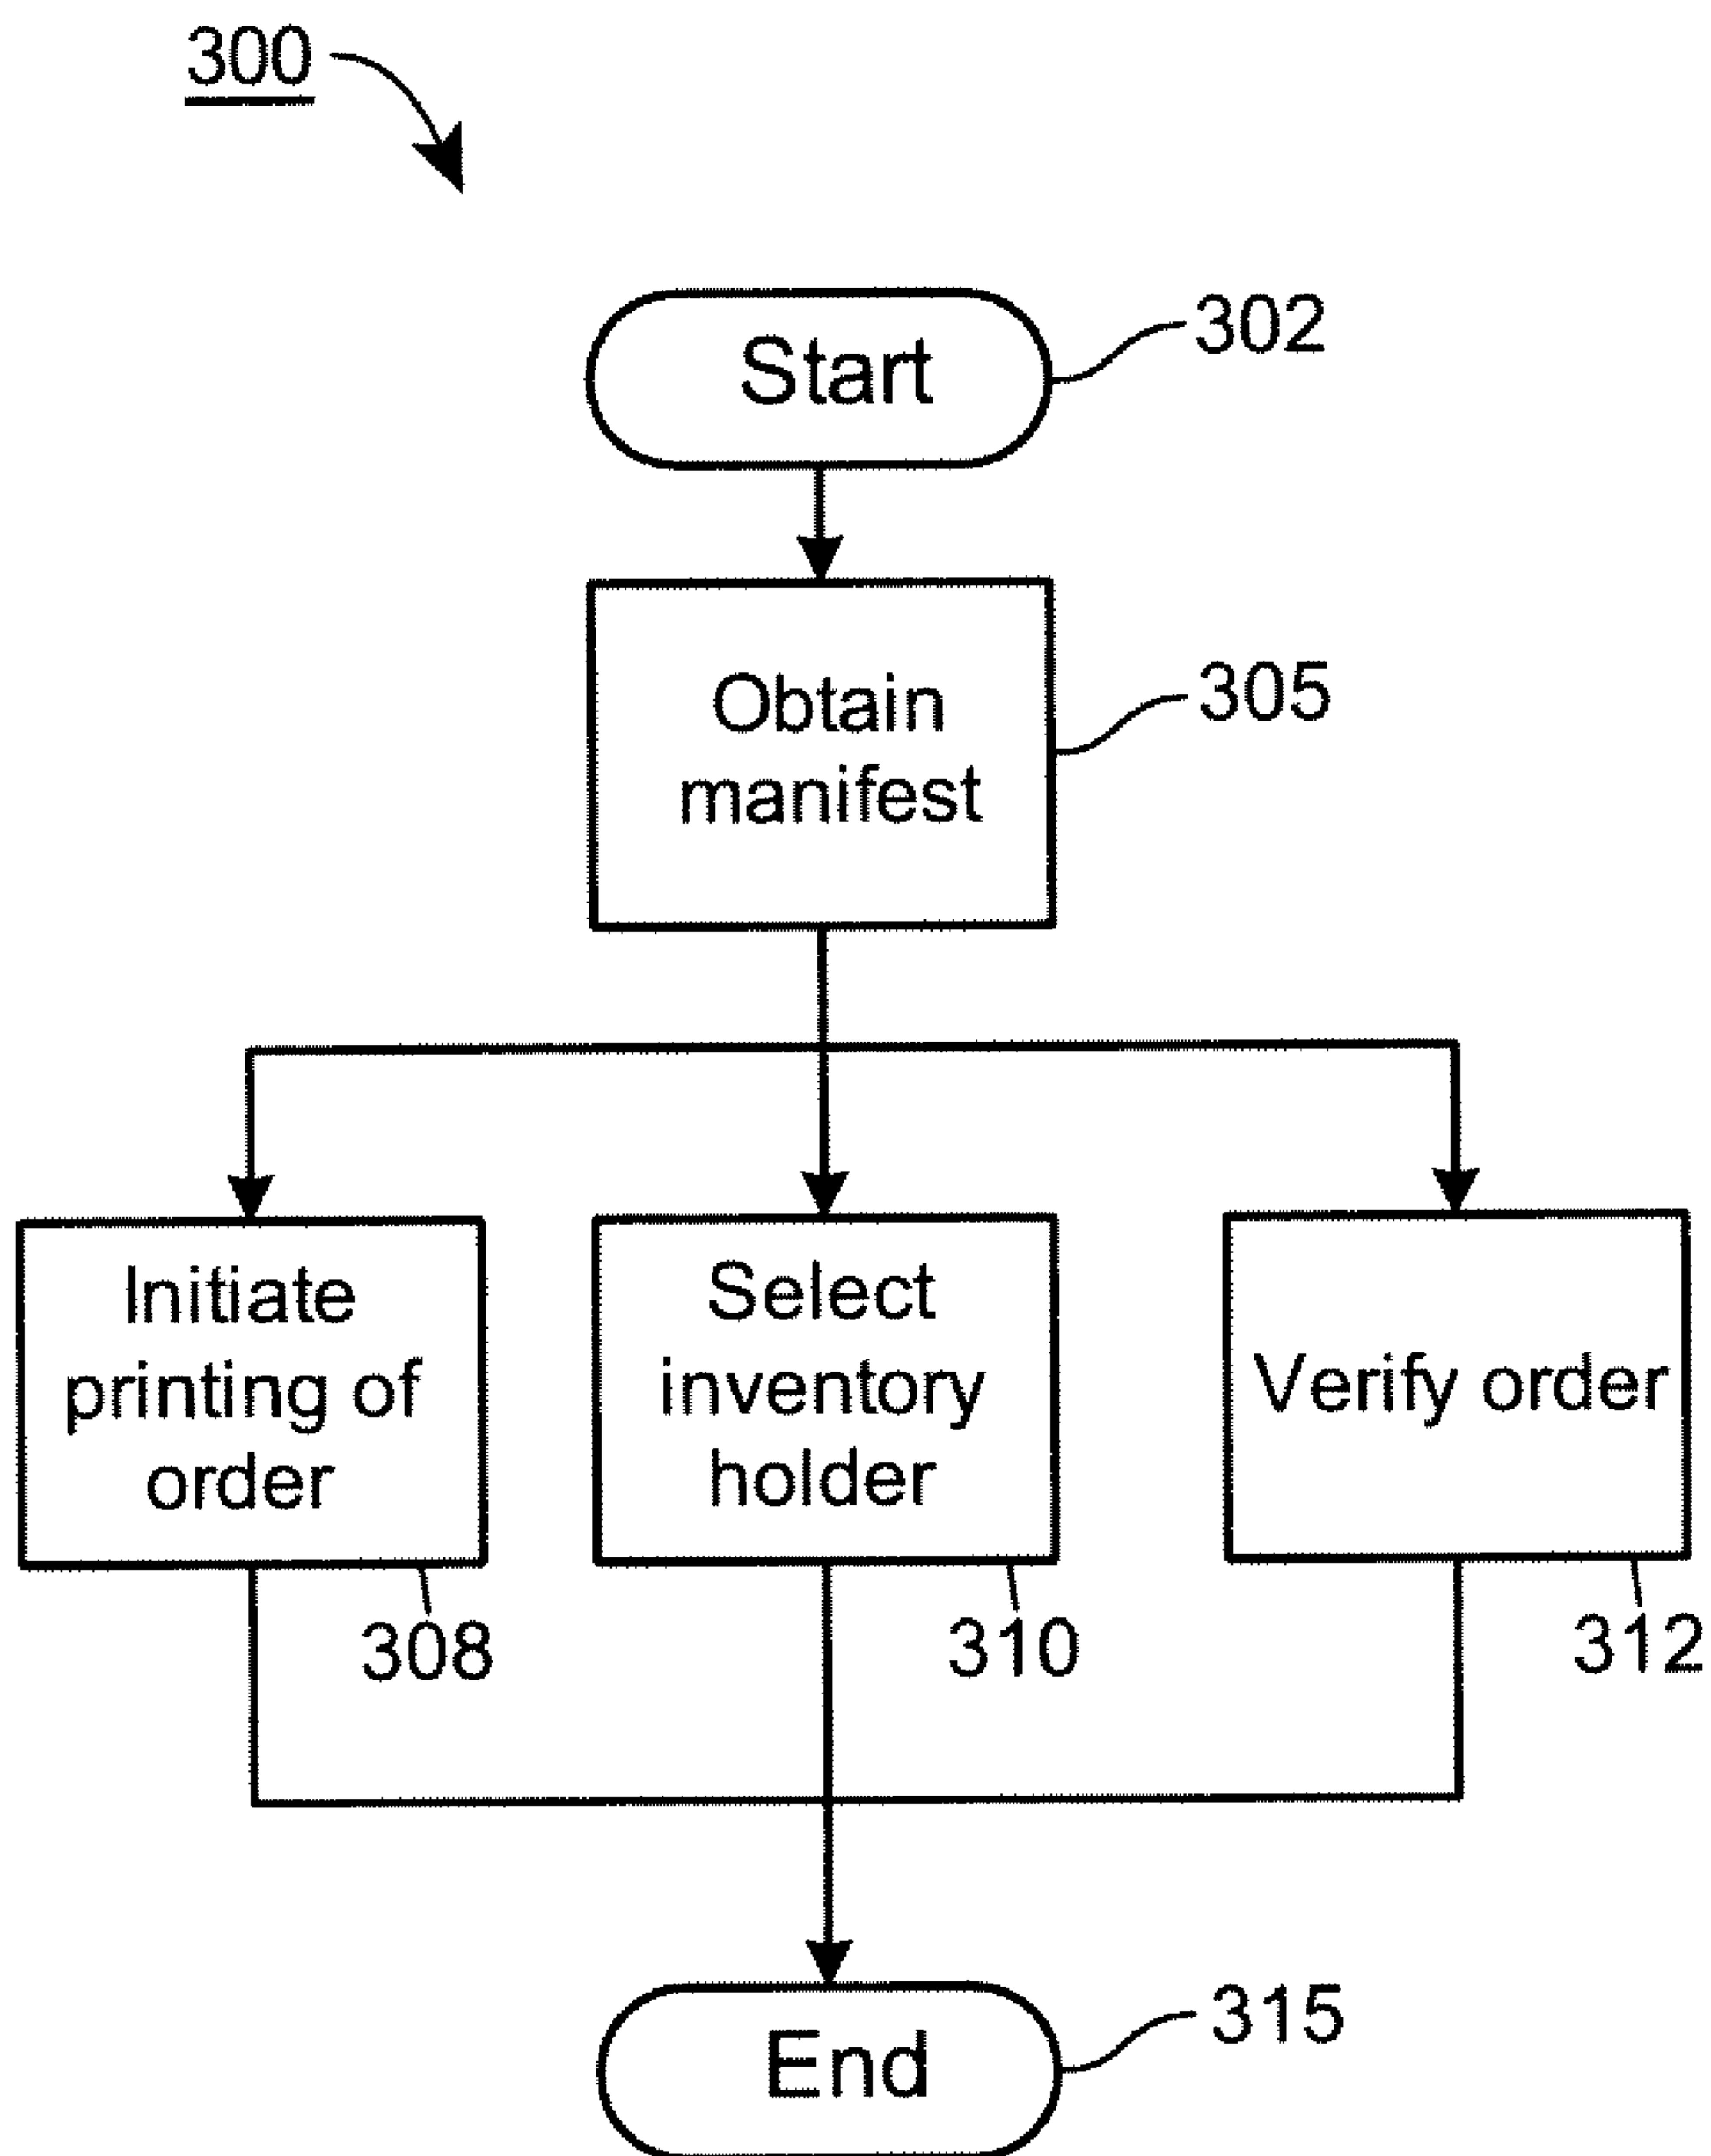 300
Start
302
Obtain
manifest
305
Initiate
printing of
order
308
Select
inventory
holder
310
Verify order
312
End
315